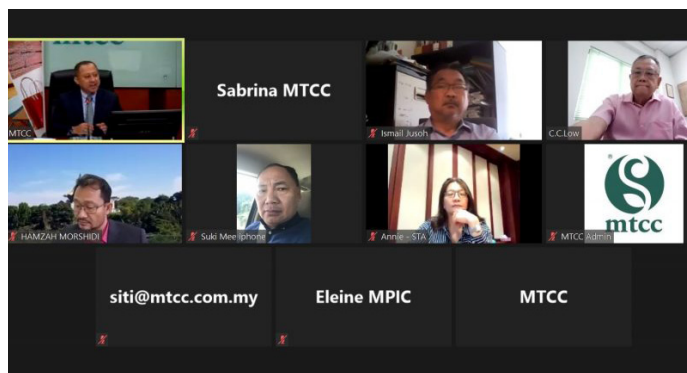 mtcc
MTCC
Sabrina MTCC
Ismail Jusoh
C.C.Low
HAMZAH MORSHIDI
Suki Mee iphone
Annie - STA
mtcc
MTCC Admin
siti@mtcc.com.my
Eleine MPIC
MTCC